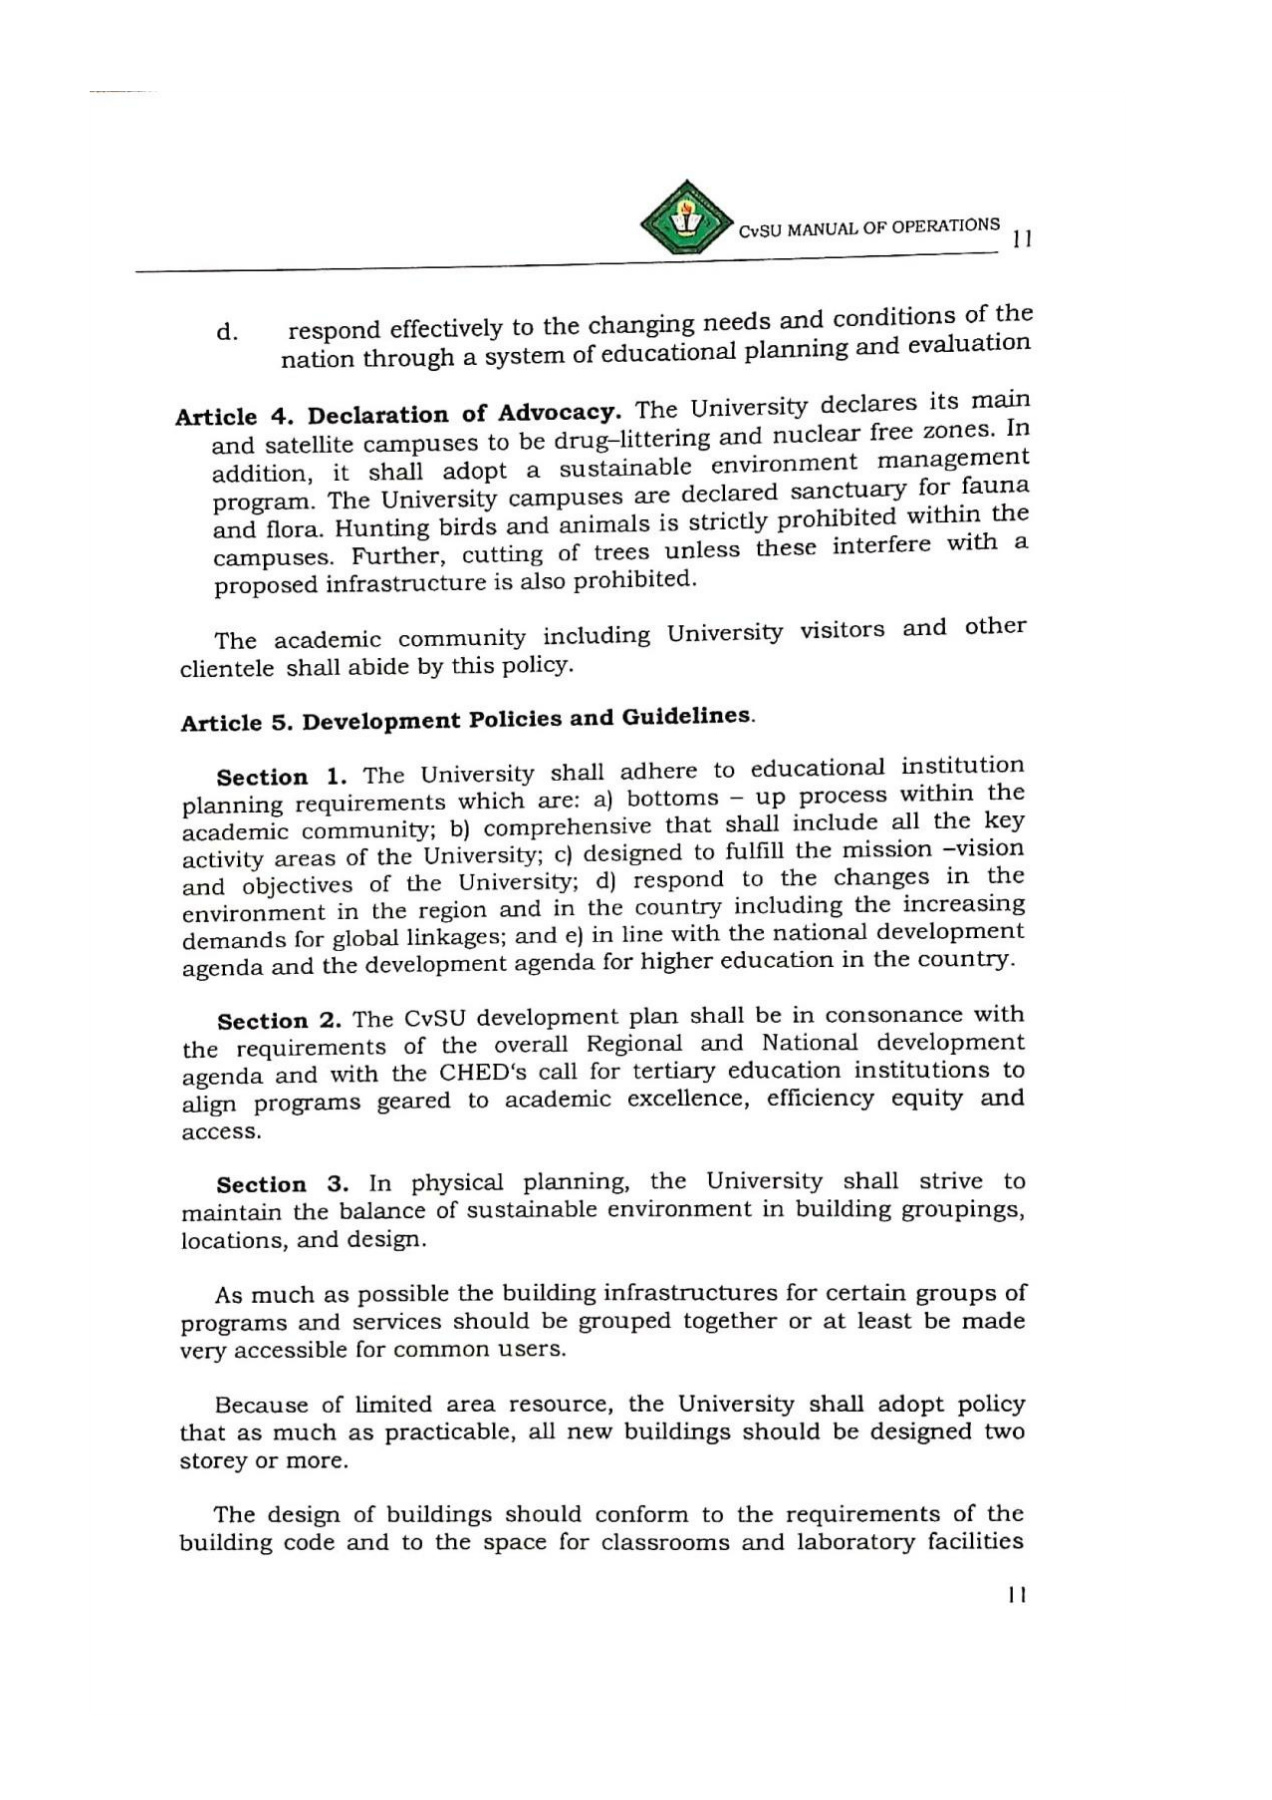 CvSU MANUAL OF OPERATIONS 11
d. respond effectively to the changing needs and conditions of the
nation through a system of educational planning and evaluation
Article 4. Declaration of Advocacy. The University declares its main
and satellite campuses to be drug–littering and nuclear free zones. In
addition, it shall adopt a sustainable environment management
program. The University campuses are declared sanctuary for fauna
and flora. Hunting birds and animals is strictly prohibited within the
campuses. Further, cutting of trees unless these interfere with a
proposed infrastructure is also prohibited.
The academic community including University visitors and other
clientele shall abide by this policy.
Article 5. Development Policies and Guidelines.
Section 1. The University shall adhere to educational institution
planning requirements which are: a) bottoms – up process within the
academic community; b) comprehensive that shall include all the key
activity areas of the University; c) designed to fulfill the mission –vision
and objectives of the University; d) respond to the changes in the
environment in the region and in the country including the increasing
demands for global linkages; and e) in line with the national development
agenda and the development agenda for higher education in the country.
Section 2. The CvSU development plan shall be in consonance with
the requirements of the overall Regional and National development
agenda and with the CHED‘s call for tertiary education institutions to
align programs geared to academic excellence, efficiency equity and
access.
Section 3. In physical planning, the University shall strive to
maintain the balance of sustainable environment in building groupings,
locations, and design.
As much as possible the building infrastructures for certain groups of
programs and services should be grouped together or at least be made
very accessible for common users.
Because of limited area resource, the University shall adopt policy
that as much as practicable, all new buildings should be designed two
storey or more.
The design of buildings should conform to the requirements of the
building code and to the space for classrooms and laboratory facilities
11